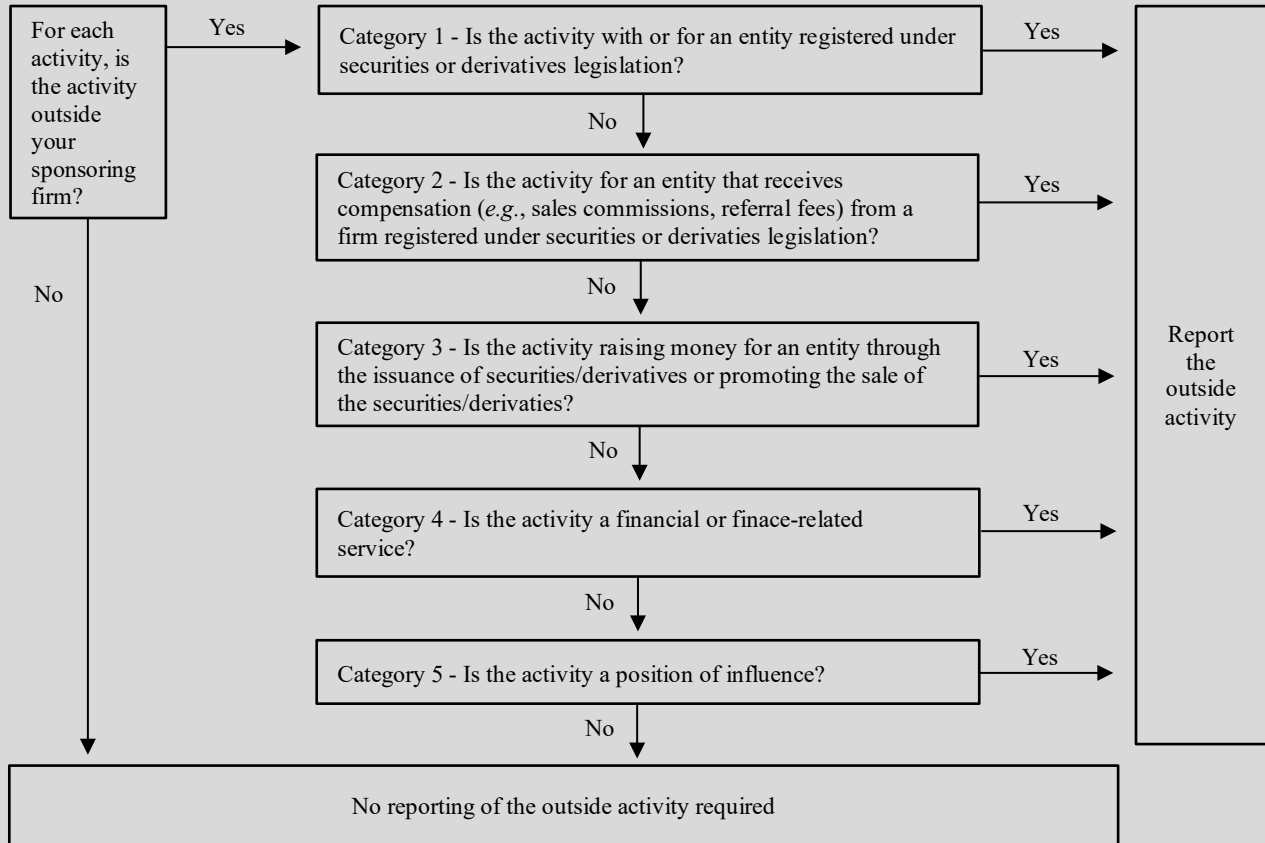 For each
activity, is
the activity
outside
your
sponsoring
firm?
Yes
Category 1 - Is the activity with or for an entity registered under
securities or derivatives legislation?
Yes
No
Category 2 - Is the activity for an entity that receives
compensation (e.g., sales commissions, referral fees) from a
firm registered under securities or derivaties legislation?
Yes
No
No
Category 3 - Is the activity raising money for an entity through
the issuance of securities/derivatives or promoting the sale of
the securities/derivaties?
Yes
Report
the
outside
activity
No
Category 4 - Is the activity a financial or finace-related
service?
Yes
No
Category 5 - Is the activity a position of influence?
Yes
No
No reporting of the outside activity required